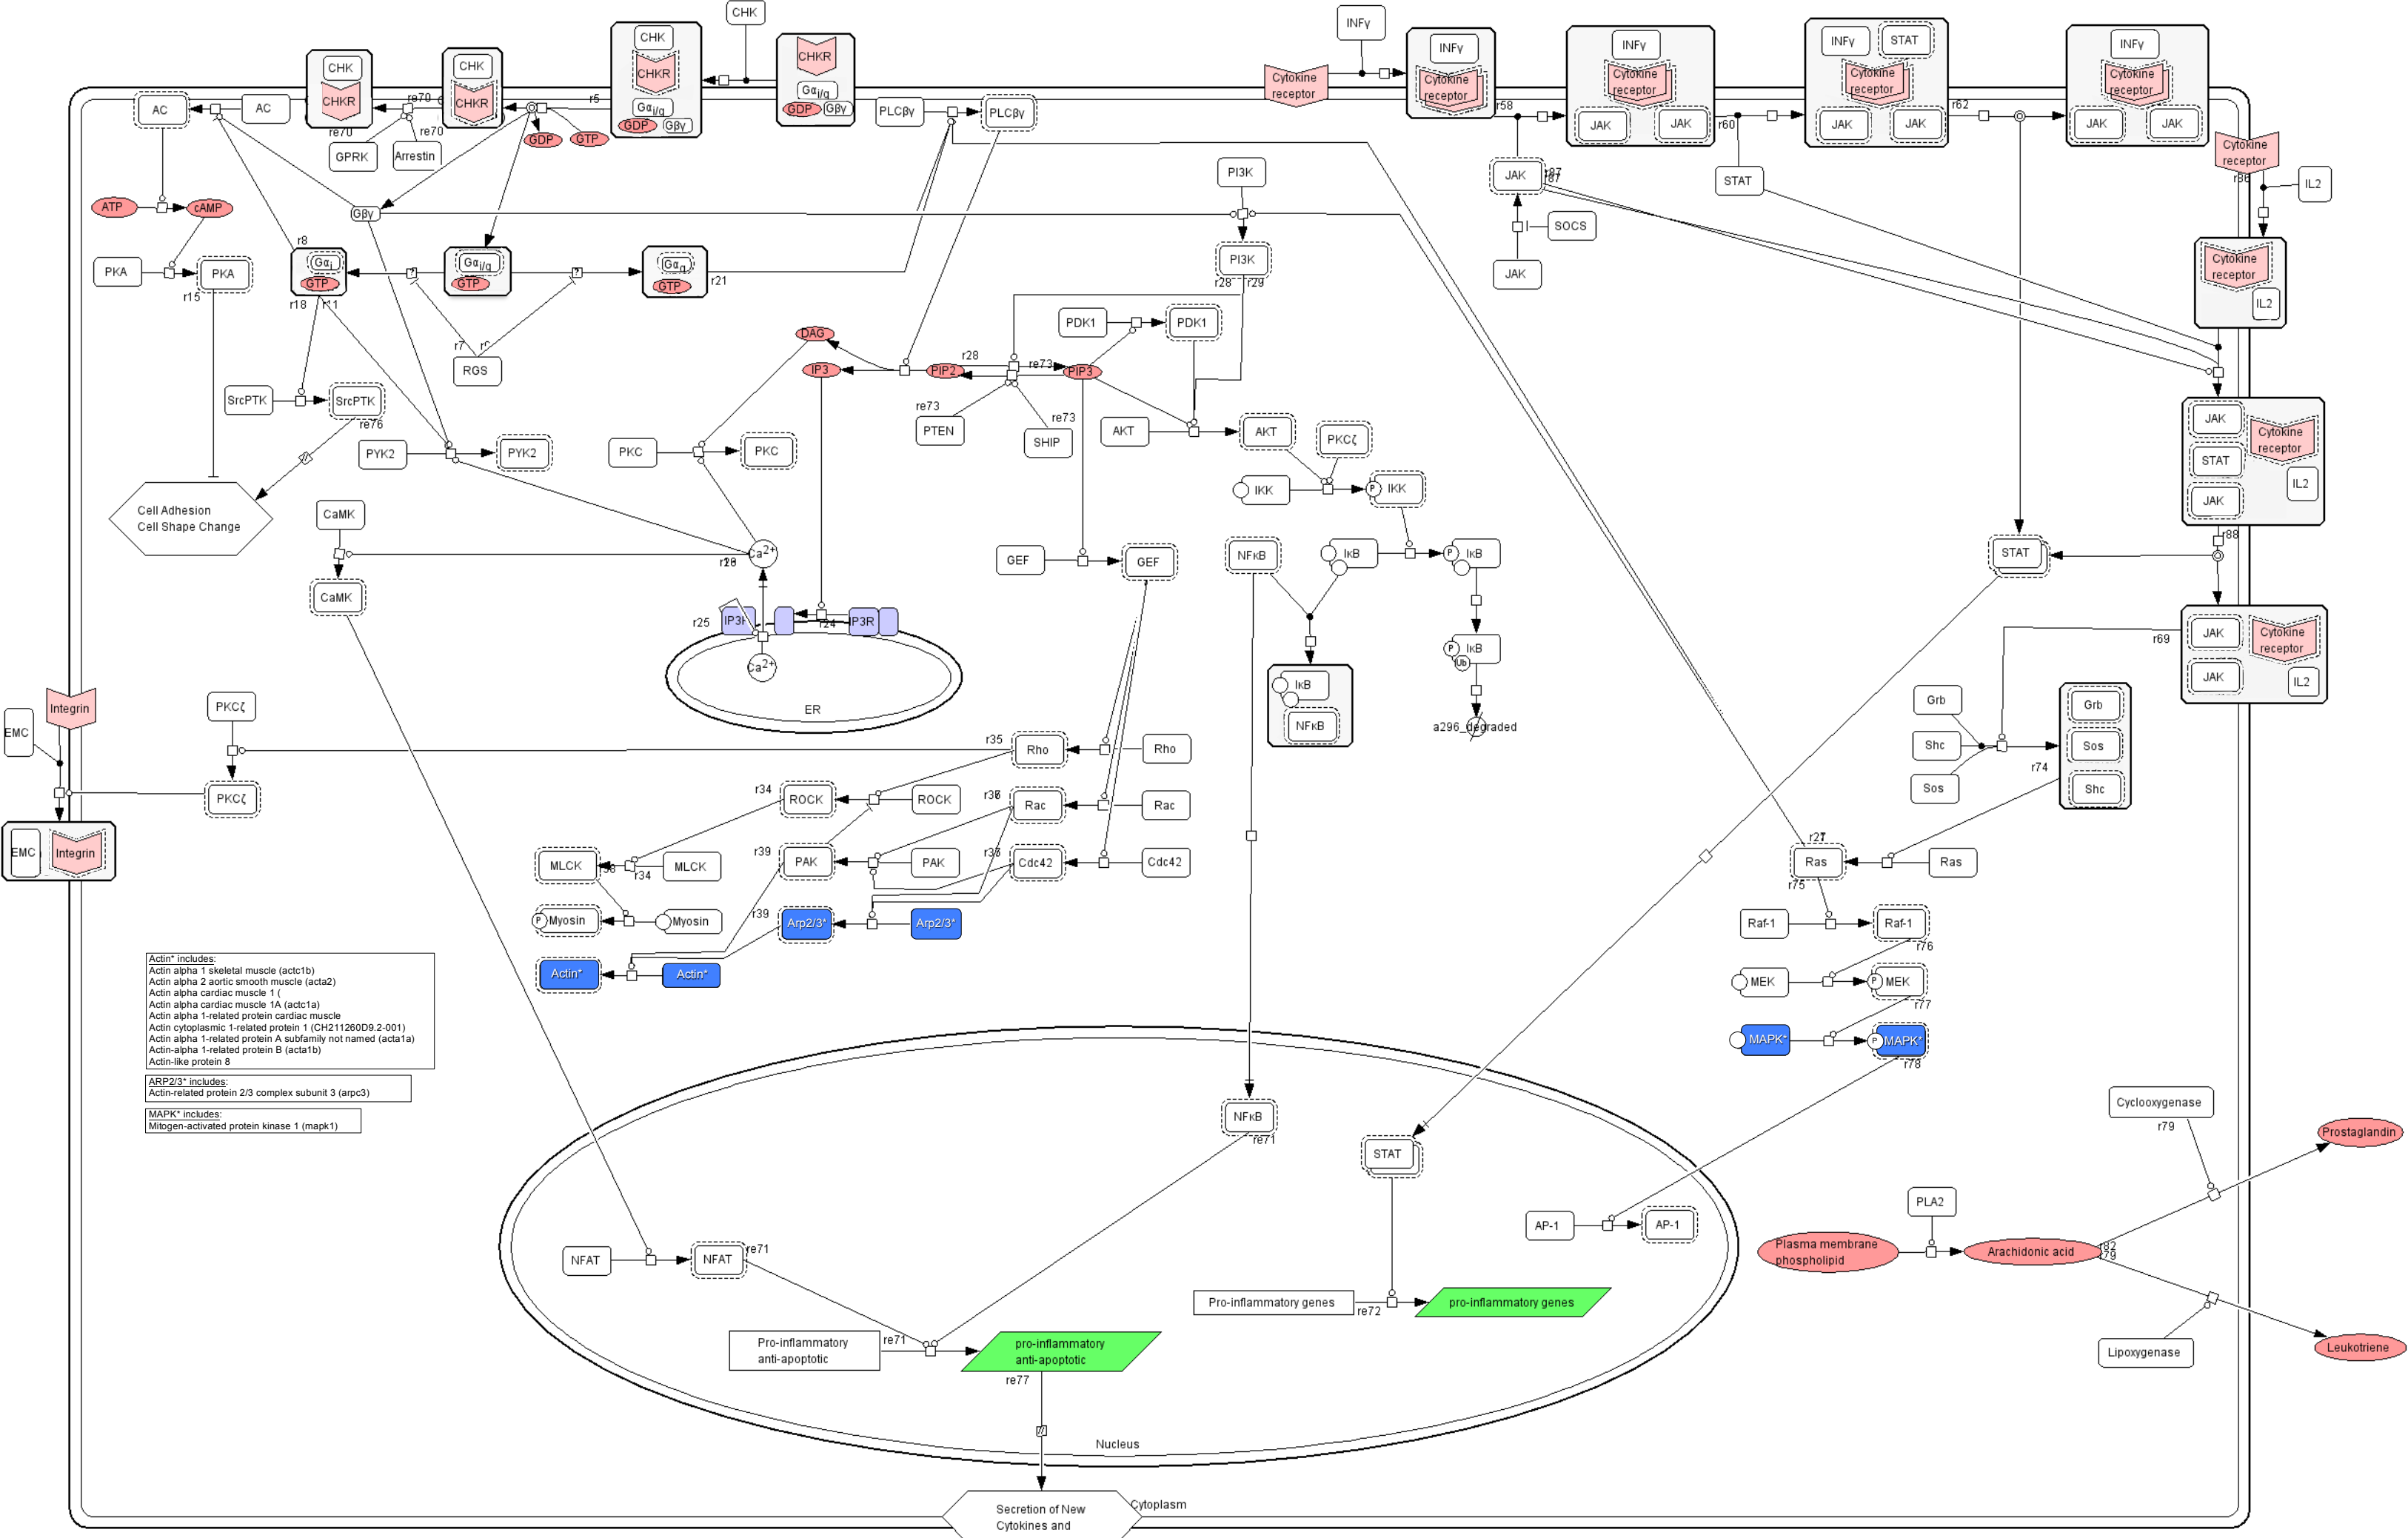 CHK
INFγ
CHK
CHKR
CHK
CHKR
CHK
CHKR
Gαi/q
GDP
Gβγ
CHKR
Gαi/q
GDP
Gβγ
Cytokine
receptor
INFγ
Cytokine
receptor
INFγ
Cytokine
receptor
JAK
JAK
INFγ
STAT
Cytokine
receptor
JAK
JAK
INFγ
Cytokine
receptor
JAK
JAK
AC
AC
re70
re70
re70
r5
GDP
GTP
GPRK
Arrestin
PLCβγ
PLCβγ
r58
r60
r62
JAK
r87
STAT
SOCS
JAK
Cytokine
receptor
r86
IL2
Cytokine
receptor
IL2
ATP
cAMP
Gβγ
PI3K
PI3K
r28
r29
PKA
PKA
r15
r8
Gαi
GTP
r18
r11
Gαi/q
GTP
Gαq
GTP
r21
r7
RGS
DAG
IP3
PIP2
r28
re73
PIP3
PDK1
PDK1
re73
PTEN
re73
SHIP
AKT
AKT
PKCζ
SrcPTK
SrcPTK
re76
PYK2
PYK2
PKC
PKC
IKK
P
IKK
Cell Adhesion
Cell Shape Change
CaMK
CaMK
Ca2+
GEF
GEF
NFκB
IκB
P
IκB
r25
IP3R
r24
IP3R
Ca2+
ER
IκB
NFκB
P
IκB
Ub
a296_degraded
JAK
Cytokine
receptor
STAT
JAK
IL2
r88
STAT
JAK
Cytokine
receptor
JAK
IL2
r69
Grb
Shc
Sos
Grb
Sos
Shc
r74
Integrin
EMC
PKCζ
PKCζ
EMC
Integrin
r35
Rho
Rho
r34
ROCK
ROCK
Rac
Rac
r39
PAK
PAK
Cdc42
Cdc42
MLCK
r34
MLCK
P
Myosin
Myosin
r39
Arp2/3*
Arp2/3*
Actin*
Actin*
r27
Ras
Ras
r75
Raf-1
Raf-1
r76
MEK
P
MEK
r77
MAPK*
P
MAPK*
r78
Actin* includes:
Actin alpha 1 skeletal muscle (actc1b)
Actin alpha 2 aortic smooth muscle (acta2)
Actin alpha cardiac muscle 1 (
Actin alpha cardiac muscle 1A (actc1a)
Actin alpha 1-related protein cardiac muscle
Actin cytoplasmic 1-related protein 1 (CH211260D9.2-001)
Actin alpha 1-related protein A subfamily not named (acta1a)
Actin-alpha 1-related protein B (acta1b)
Actin-like protein 8
ARP2/3* includes:
Actin-related protein 2/3 complex subunit 3 (arpc3)
MAPK* includes:
Mitogen-activated protein kinase 1 (mapk1)
NFκB
re71
STAT
AP-1
AP-1
NFAT
NFAT
re71
Pro-inflammatory genes
re72
pro-inflammatory genes
Pro-inflammatory
anti-apoptotic
re71
pro-inflammatory
anti-apoptotic
re77
Nucleus
Cyclooxygenase
r79
Prostaglandin
PLA2
Plasma membrane
phospholipid
Arachidonic acid
r82
r79
Lipoxygenase
Leukotriene
Cytoplasm
Secretion of New
Cytokines and